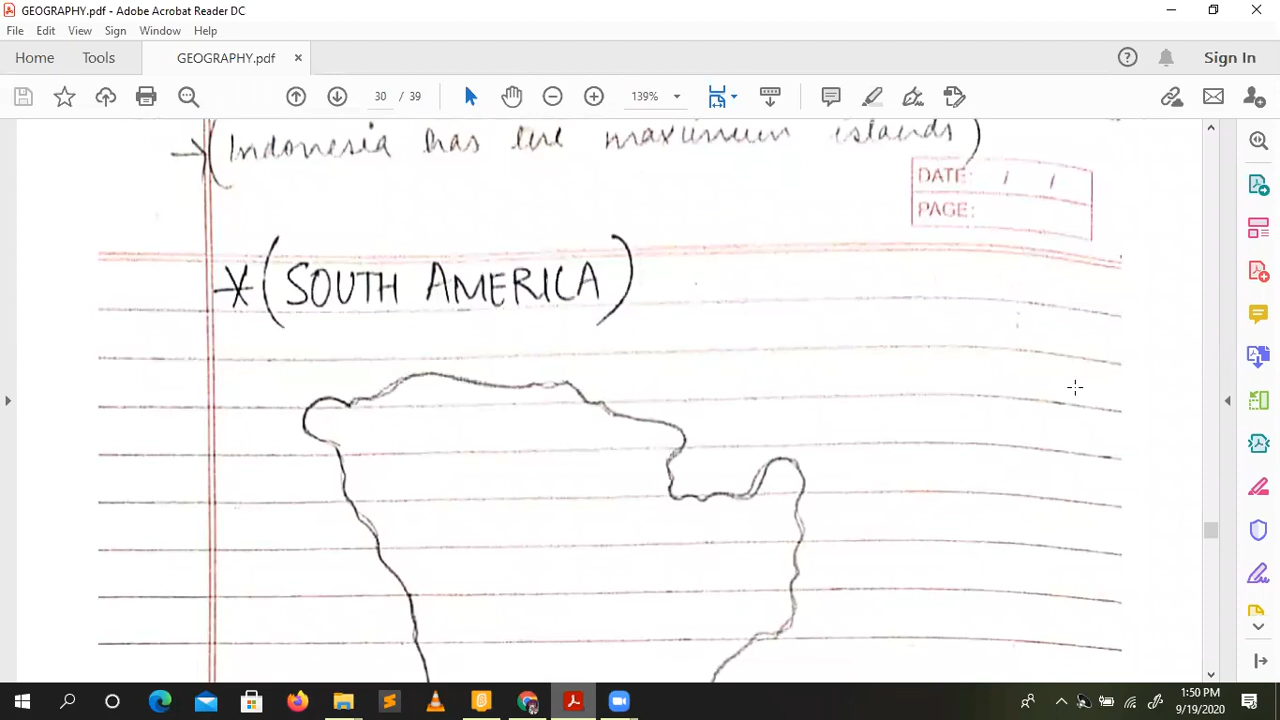 GEOGRAPHY.pdf - Adobe Acrobat Reader DC
File Edit View Sign Window Help
Home Tools GEOGRAPHY.pdf × Sign In
30 / 39 139%
→ (Indonesia has the maximum islands)
DATE: / /
PAGE:
* (SOUTH AMERICA)
1:50 PM
9/19/2020